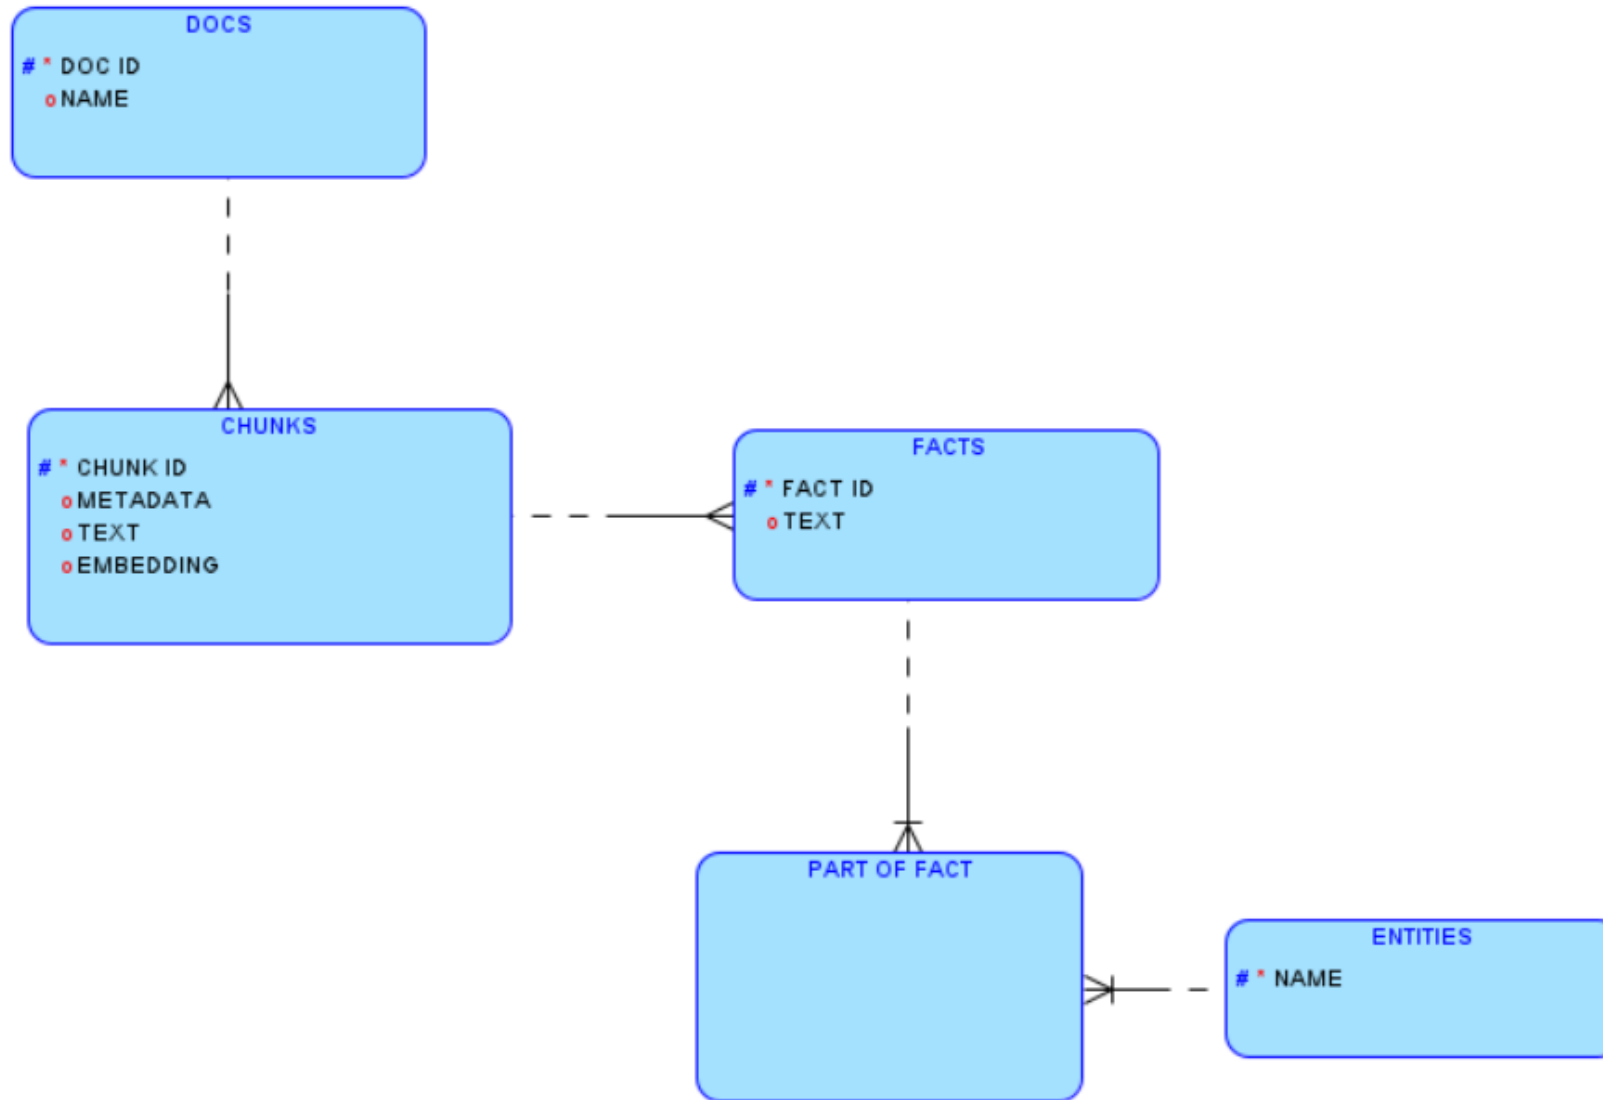 DOCS
# * DOC ID
o NAME
CHUNKS
# * CHUNK ID
o METADATA
o TEXT
o EMBEDDING
FACTS
# * FACT ID
o TEXT
PART OF FACT
ENTITIES
# * NAME